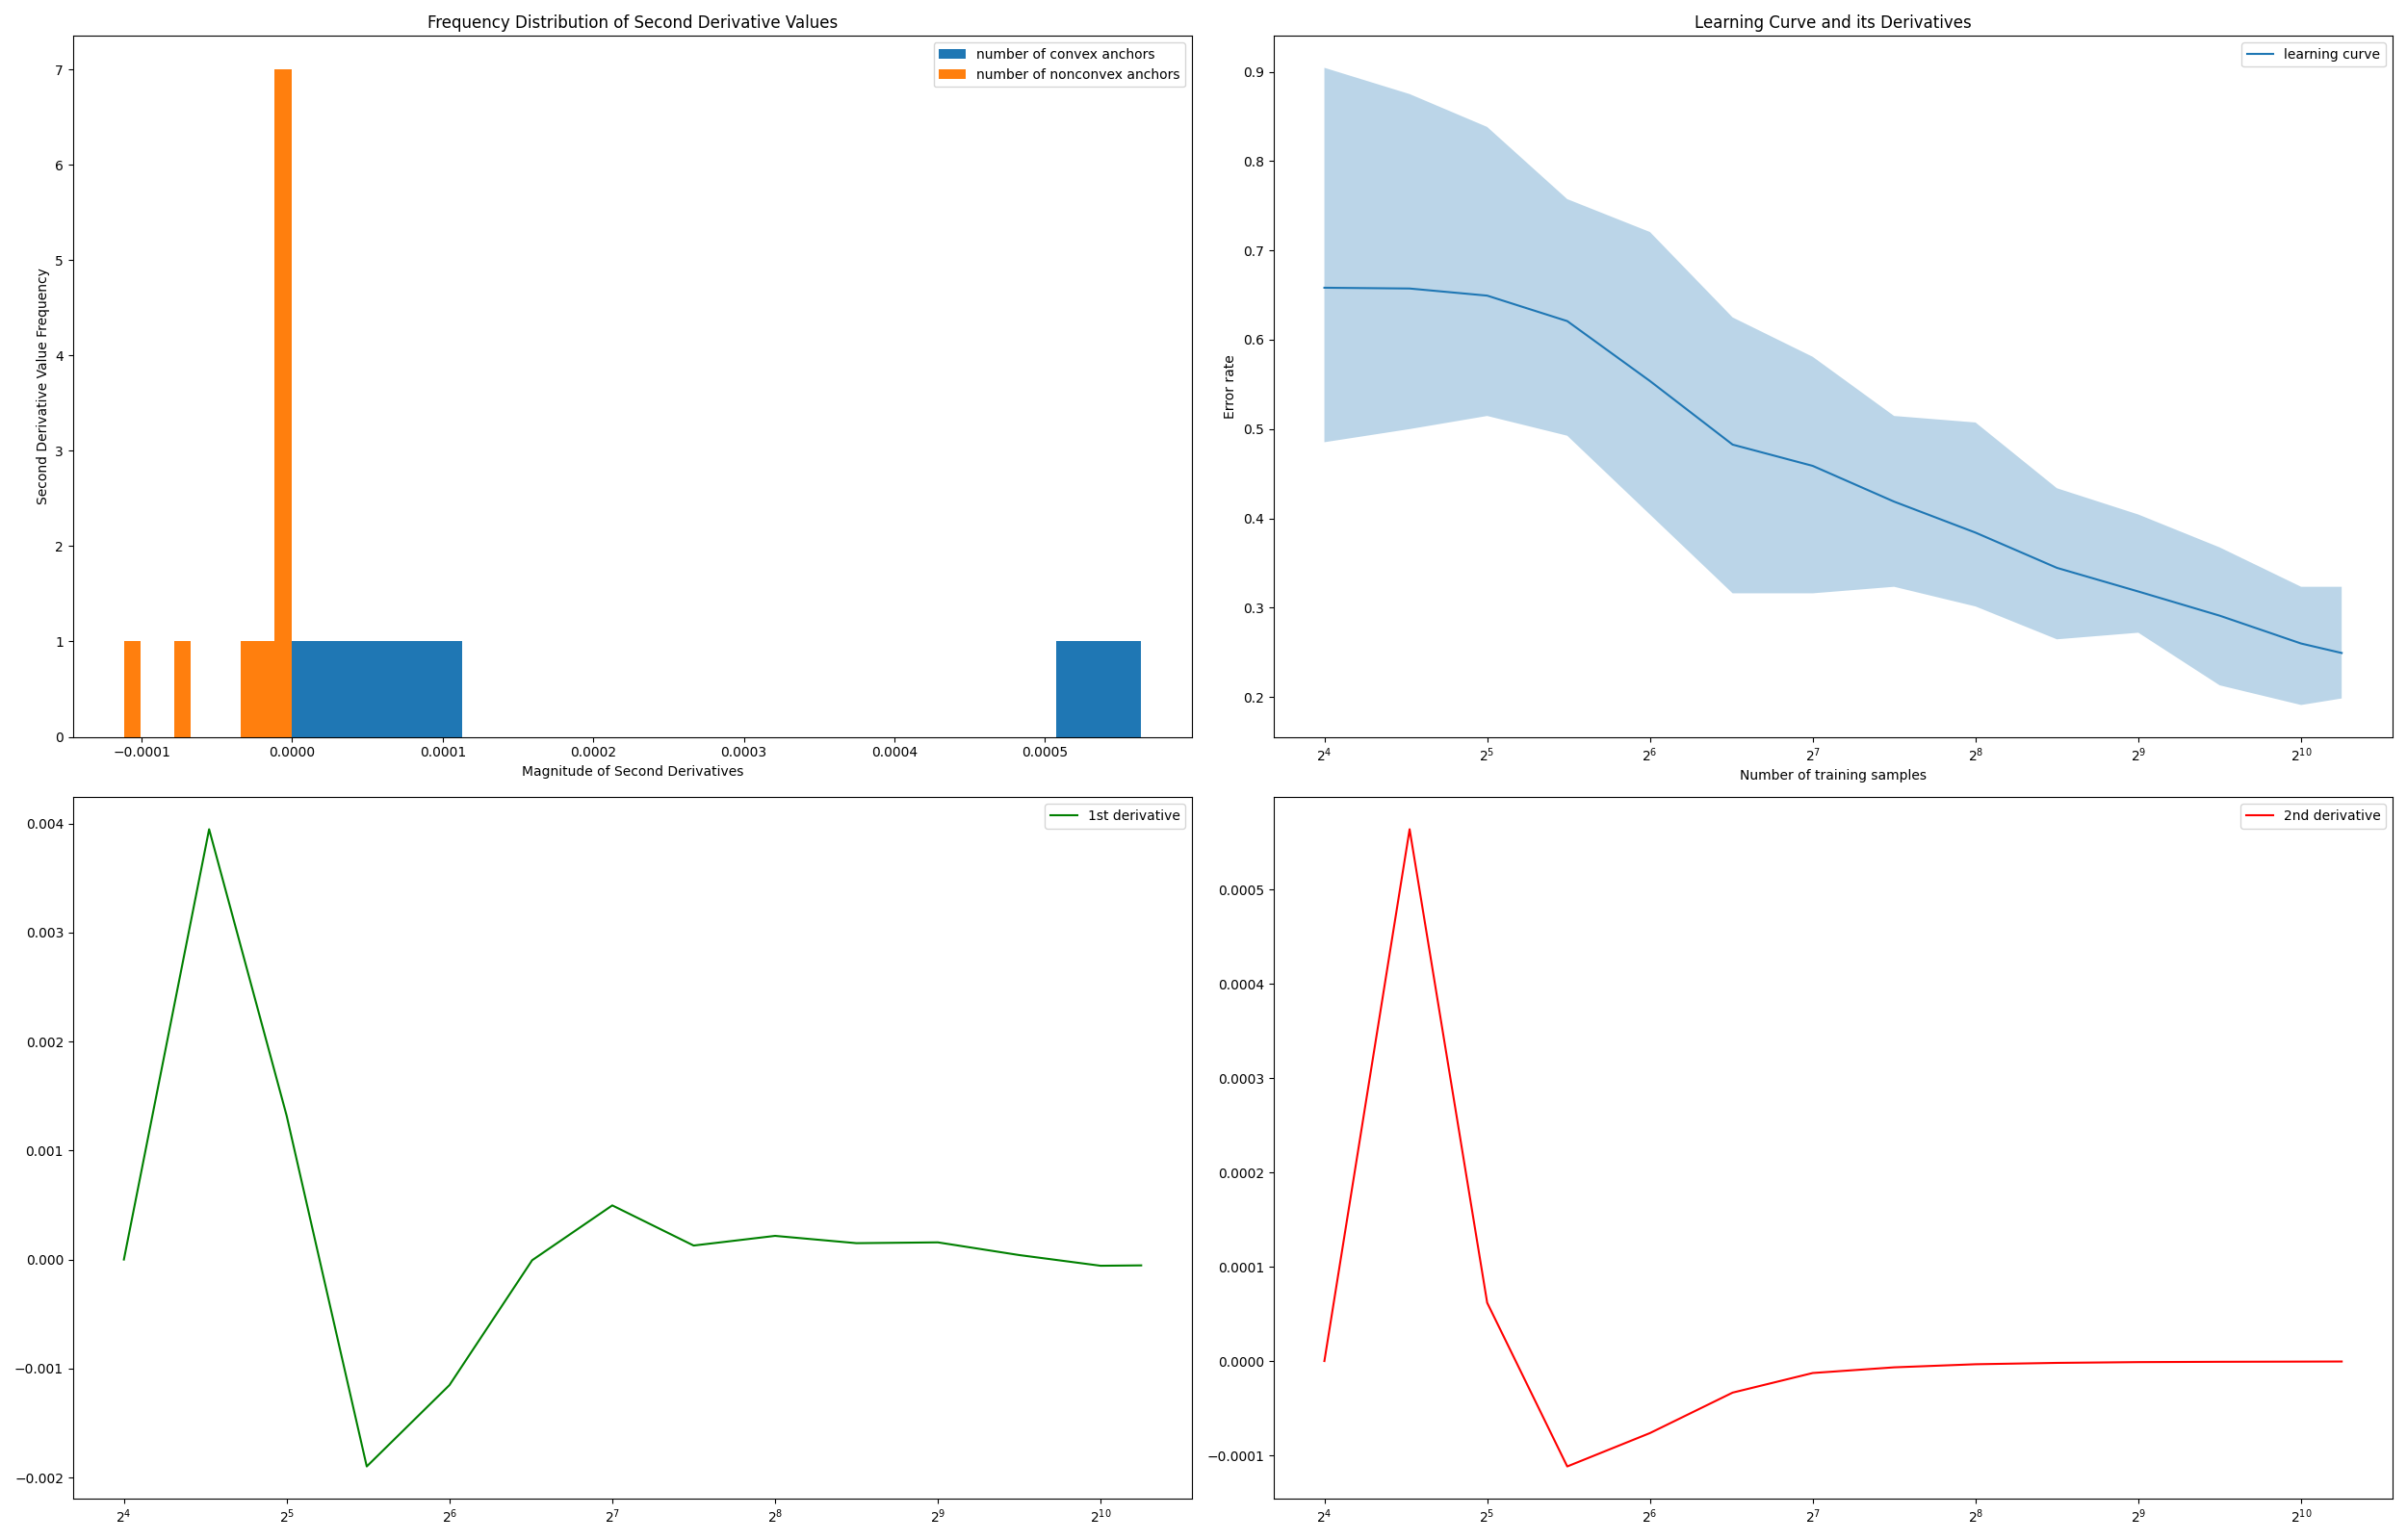 Frequency Distribution of Second Derivative Values
number of convex anchors
number of nonconvex anchors
Second Derivative Value Frequency
7
6
5
4
3
2
1
0
−0.0001 0.0000 0.0001 0.0002 0.0003 0.0004 0.0005
Magnitude of Second Derivatives
Learning Curve and its Derivatives
learning curve
Error rate
0.9
0.8
0.7
0.6
0.5
0.4
0.3
0.2
2⁴ 2⁵ 2⁶ 2⁷ 2⁸ 2⁹ 2¹⁰
Number of training samples
1st derivative
0.004
0.003
0.002
0.001
0.000
−0.001
−0.002
2⁴ 2⁵ 2⁶ 2⁷ 2⁸ 2⁹ 2¹⁰
2nd derivative
0.0005
0.0004
0.0003
0.0002
0.0001
0.0000
−0.0001
2⁴ 2⁵ 2⁶ 2⁷ 2⁸ 2⁹ 2¹⁰